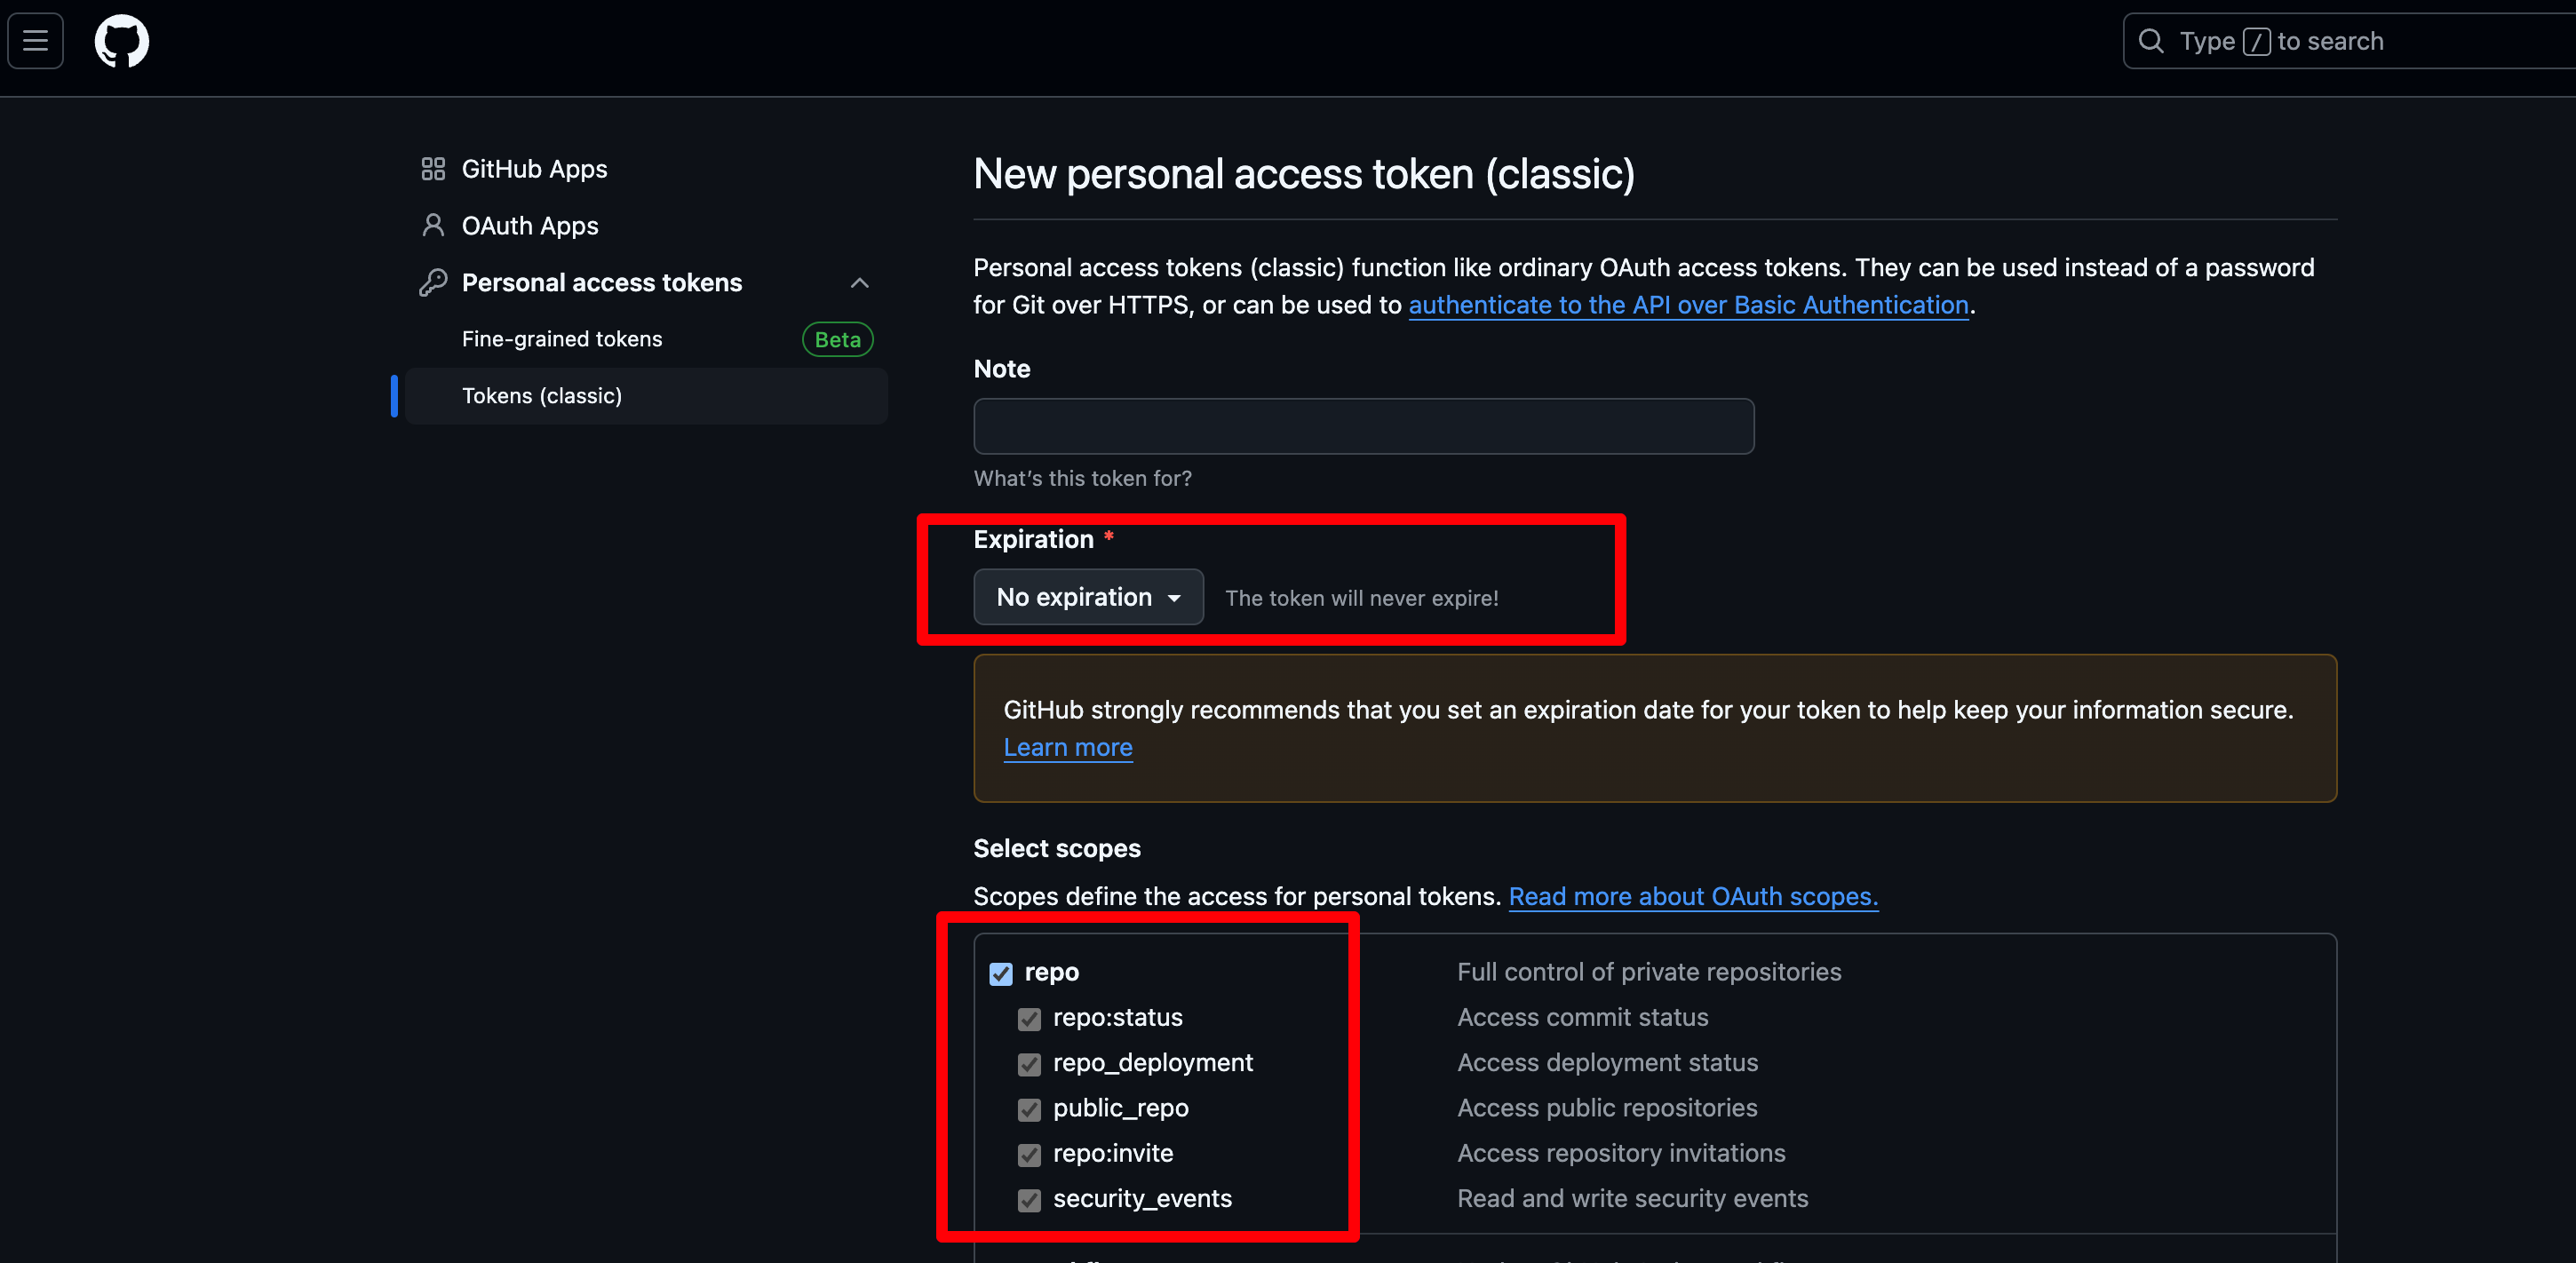 Type / to search
GitHub Apps
OAuth Apps
Personal access tokens
Fine-grained tokens Beta
Tokens (classic)
New personal access token (classic)
Personal access tokens (classic) function like ordinary OAuth access tokens. They can be used instead of a password
for Git over HTTPS, or can be used to authenticate to the API over Basic Authentication.
Note
What's this token for?
Expiration *
No expiration The token will never expire!
GitHub strongly recommends that you set an expiration date for your token to help keep your information secure.
Learn more
Select scopes
Scopes define the access for personal tokens. Read more about OAuth scopes.
repo Full control of private repositories
repo:status Access commit status
repo_deployment Access deployment status
public_repo Access public repositories
repo:invite Access repository invitations
security_events Read and write security events